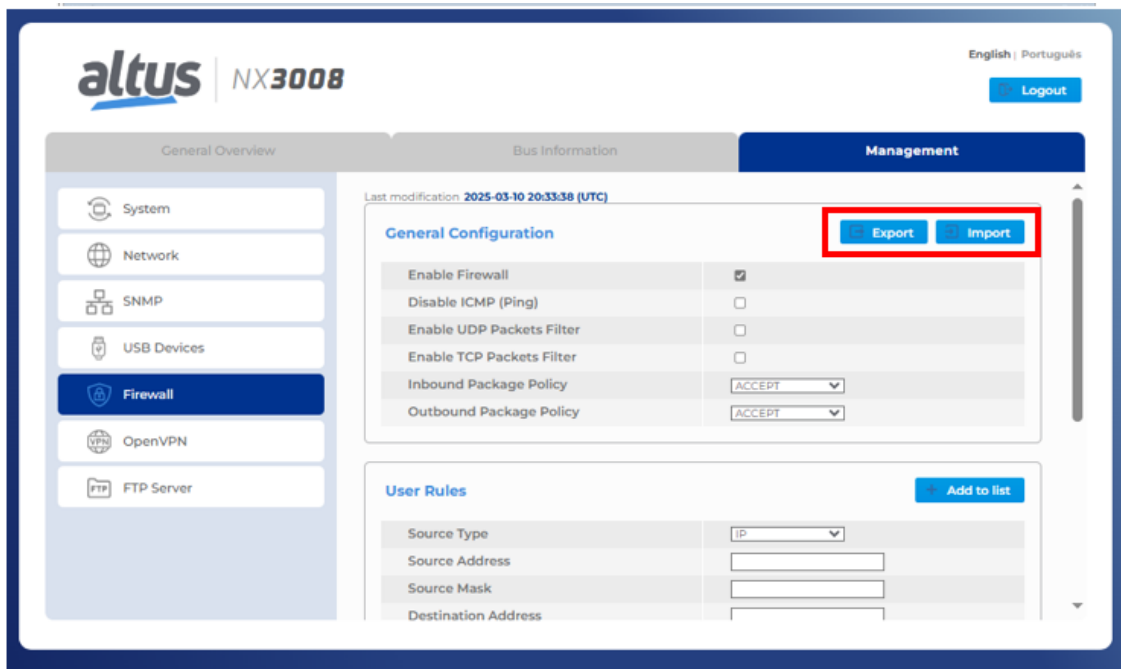 English | Português
altus NX3008
Logout
General Overview Bus Information Management
System
Network
SNMP
USB Devices
Firewall
VPN OpenVPN
FTP FTP Server
Last modification 2025-03-10 20:33:38 (UTC)
General Configuration Export Import
Enable Firewall
Disable ICMP (Ping)
Enable UDP Packets Filter
Enable TCP Packets Filter
Inbound Package Policy ACCEPT
Outbound Package Policy ACCEPT
User Rules + Add to list
Source Type IP
Source Address
Source Mask
Destination Address